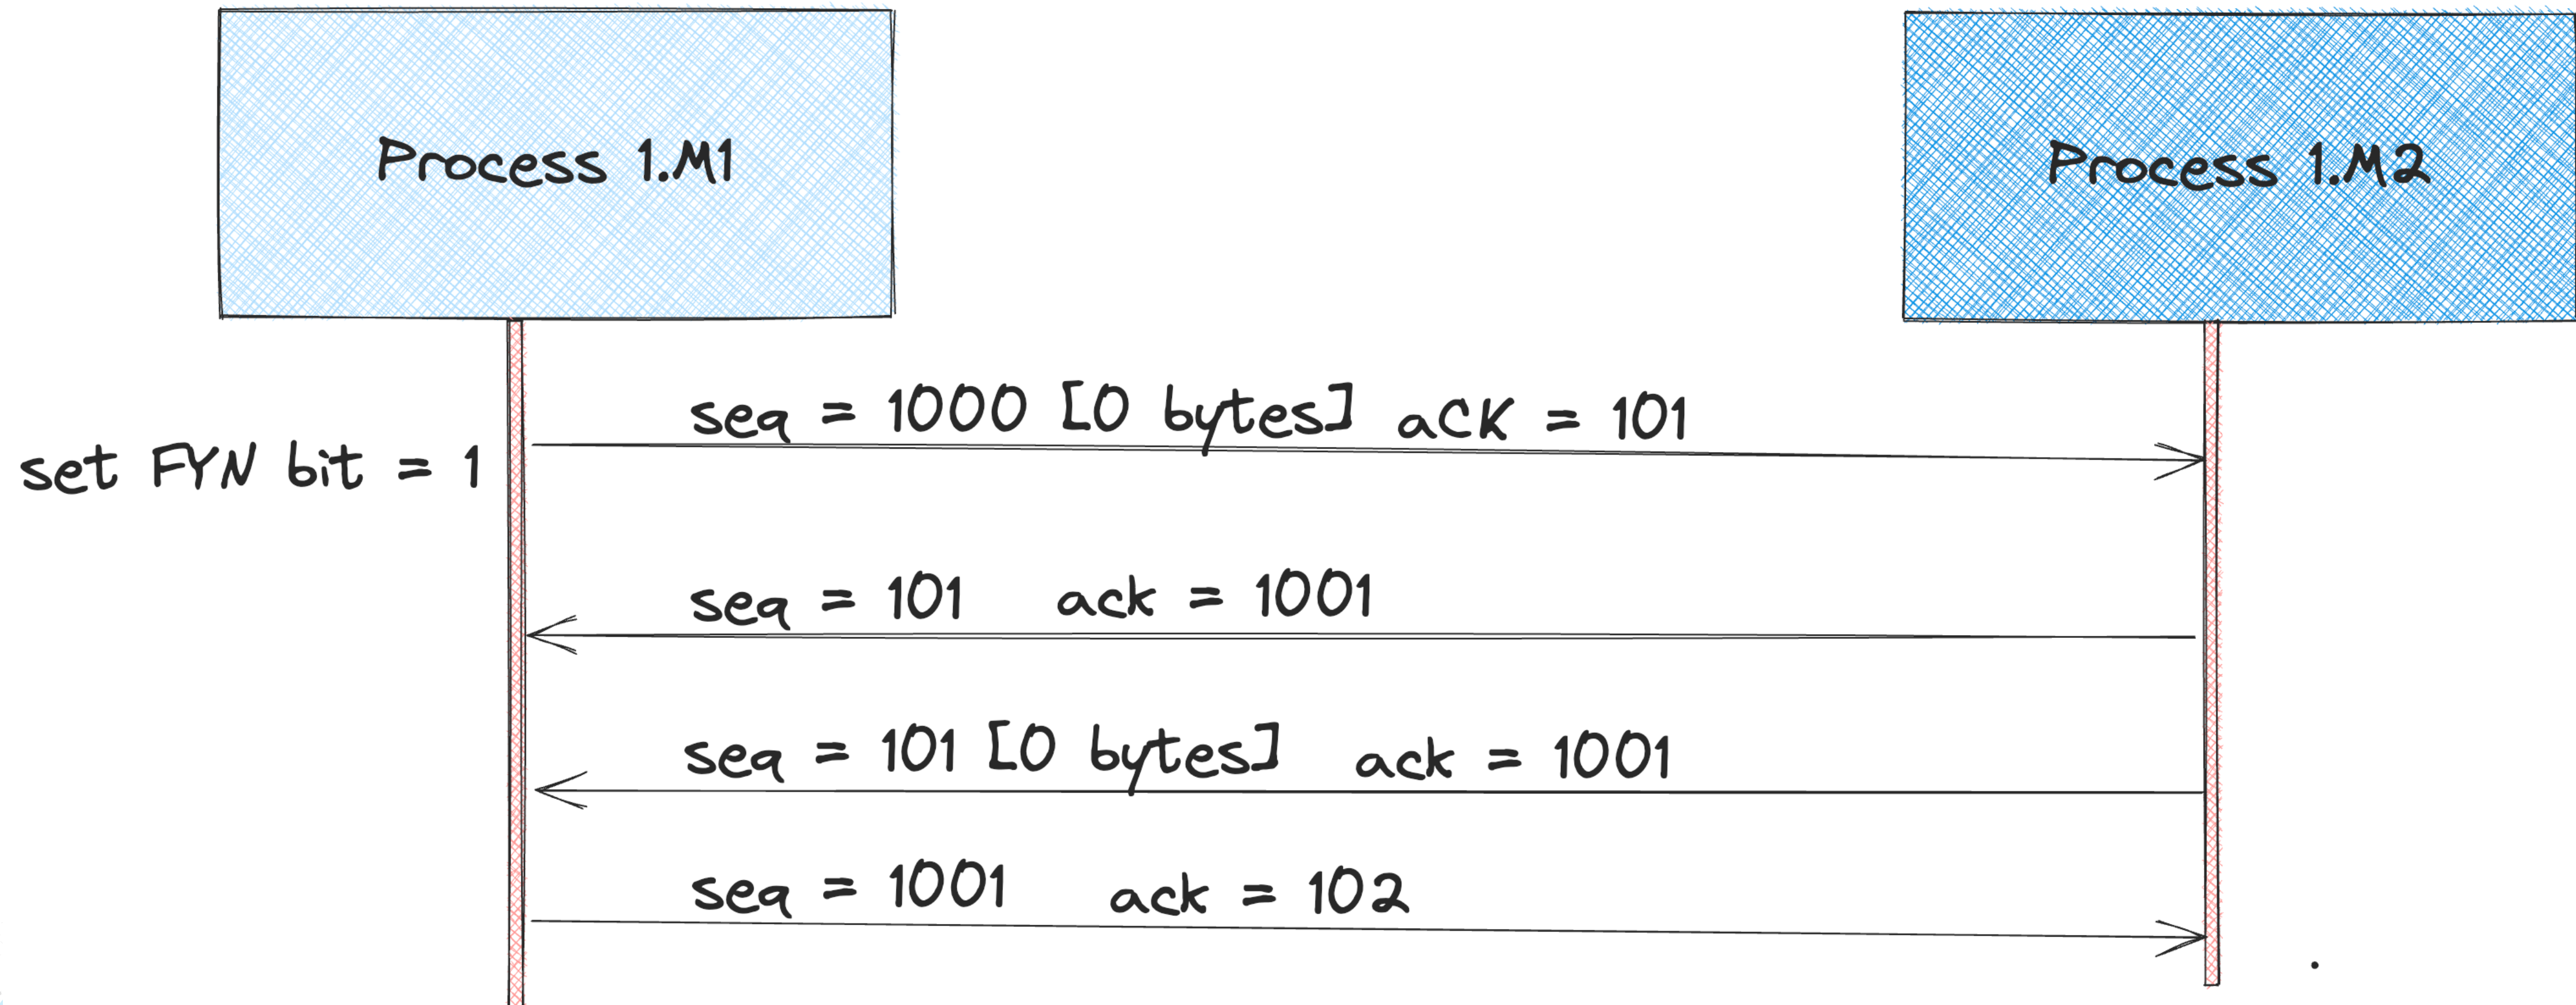 Process 1.M1
Process 1.M2
seq = 1000 [0 bytes] aCK = 101
set FYN bit = 1
seq = 101 ack = 1001
seq = 101 [0 bytes] ack = 1001
seq = 1001 ack = 102